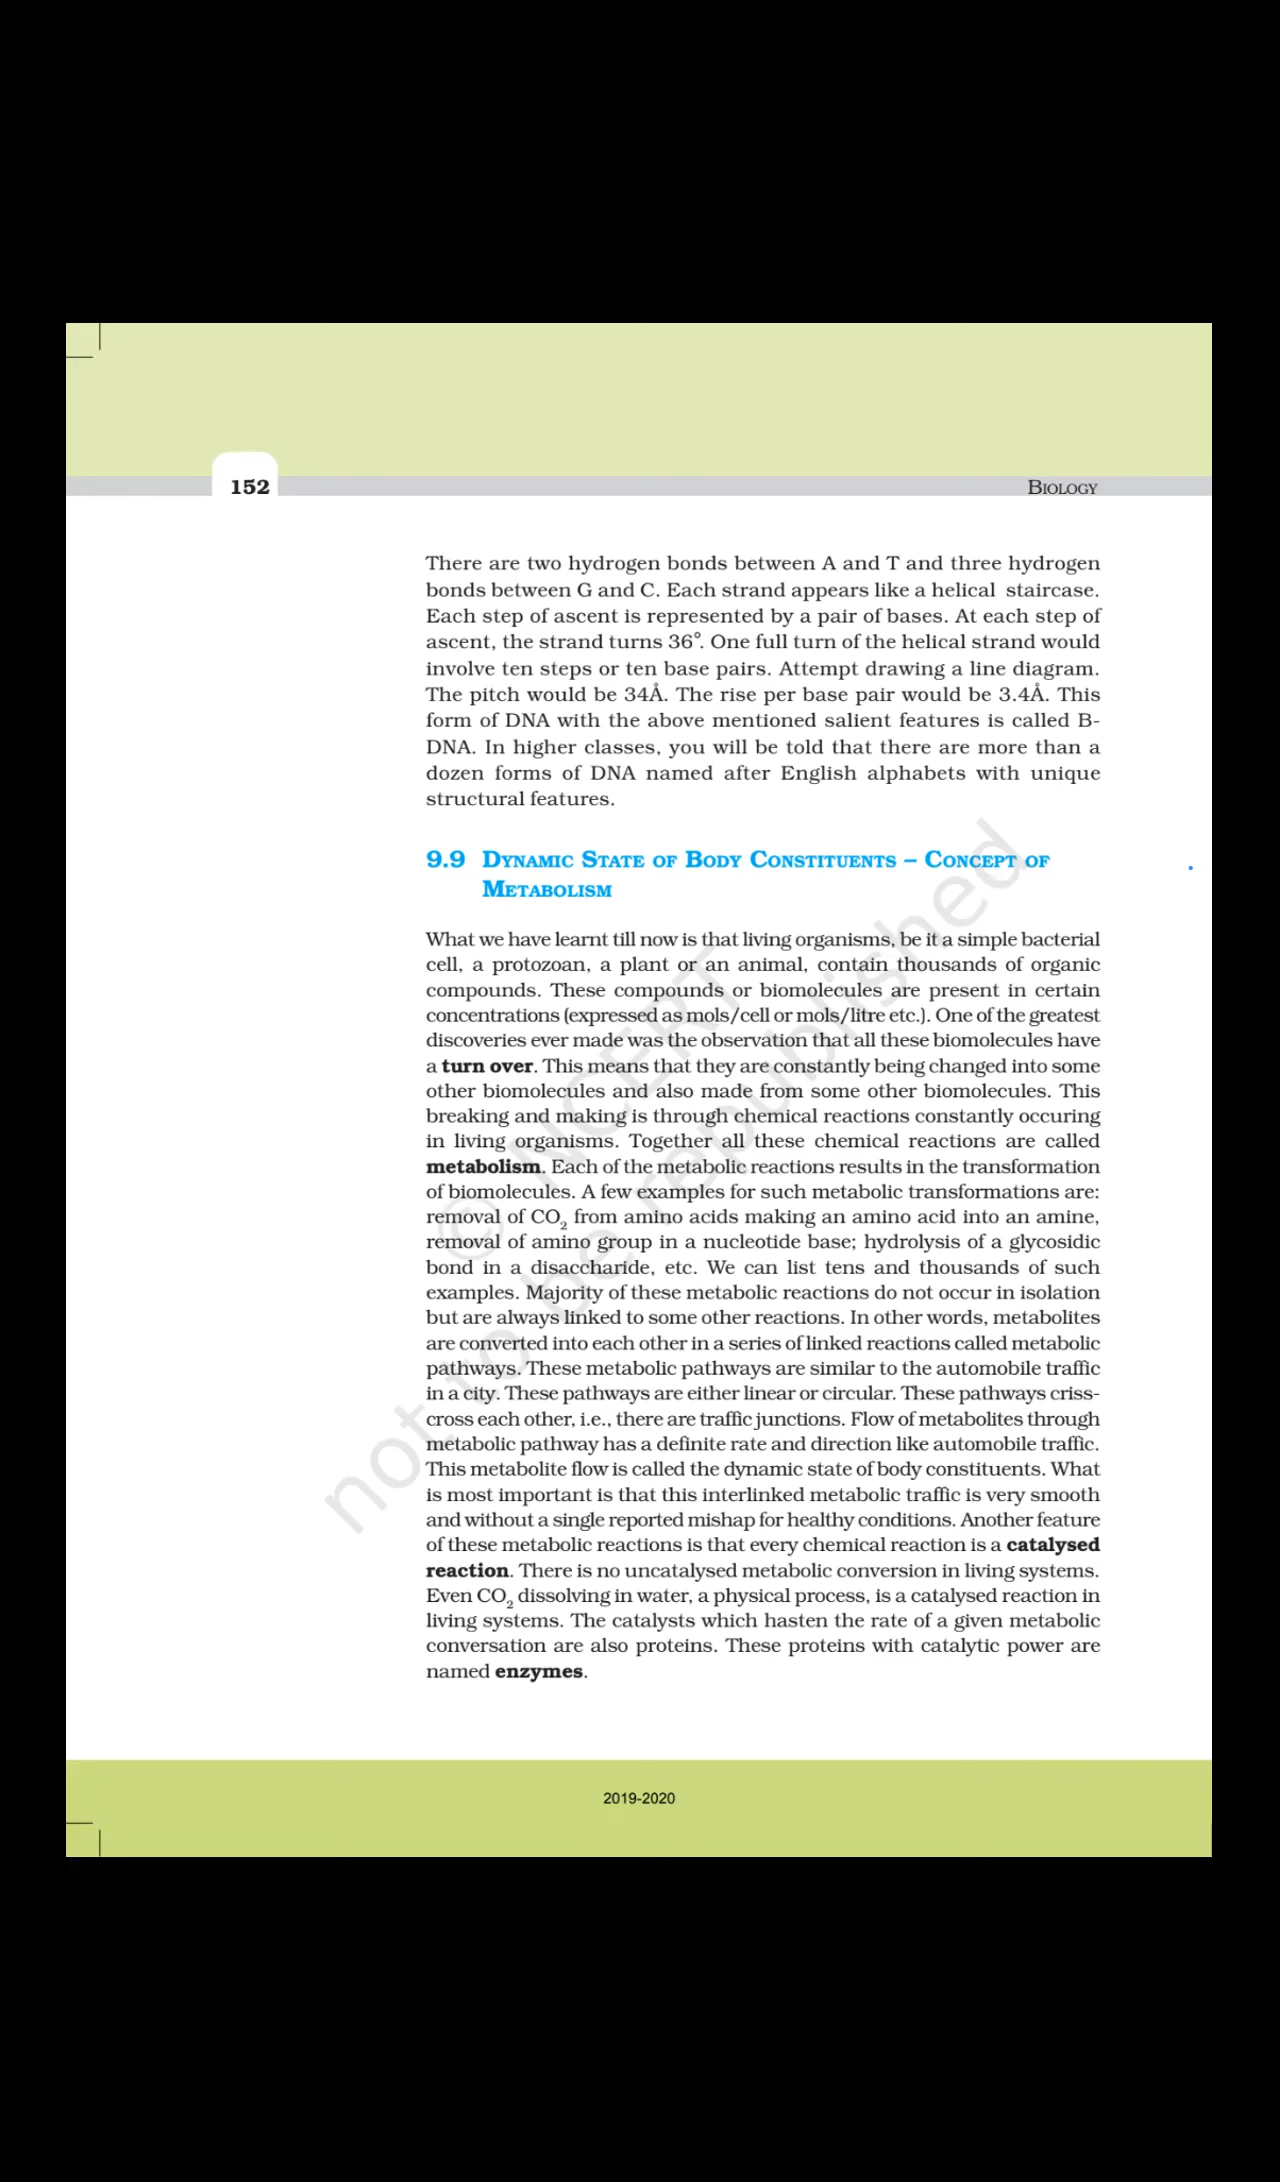 152
BIOLOGY
There are two hydrogen bonds between A and T and three hydrogen
bonds between G and C. Each strand appears like a helical staircase.
Each step of ascent is represented by a pair of bases. At each step of
ascent, the strand turns 36°. One full turn of the helical strand would
involve ten steps or ten base pairs. Attempt drawing a line diagram.
The pitch would be 34Å. The rise per base pair would be 3.4Å. This
form of DNA with the above mentioned salient features is called B-
DNA. In higher classes, you will be told that there are more than a
dozen forms of DNA named after English alphabets with unique
structural features.
9.9 DYNAMIC STATE OF BODY CONSTITUENTS – CONCEPT OF
METABOLISM
What we have learnt till now is that living organisms, be it a simple bacterial
cell, a protozoan, a plant or an animal, contain thousands of organic
compounds. These compounds or biomolecules are present in certain
concentrations (expressed as mols/cell or mols/litre etc.). One of the greatest
discoveries ever made was the observation that all these biomolecules have
a turn over. This means that they are constantly being changed into some
other biomolecules and also made from some other biomolecules. This
breaking and making is through chemical reactions constantly occuring
in living organisms. Together all these chemical reactions are called
metabolism. Each of the metabolic reactions results in the transformation
of biomolecules. A few examples for such metabolic transformations are:
removal of CO₂ from amino acids making an amino acid into an amine,
removal of amino group in a nucleotide base; hydrolysis of a glycosidic
bond in a disaccharide, etc. We can list tens and thousands of such
examples. Majority of these metabolic reactions do not occur in isolation
but are always linked to some other reactions. In other words, metabolites
are converted into each other in a series of linked reactions called metabolic
pathways. These metabolic pathways are similar to the automobile traffic
in a city. These pathways are either linear or circular. These pathways criss-
cross each other, i.e., there are traffic junctions. Flow of metabolites through
metabolic pathway has a definite rate and direction like automobile traffic.
This metabolite flow is called the dynamic state of body constituents. What
is most important is that this interlinked metabolic traffic is very smooth
and without a single reported mishap for healthy conditions. Another feature
of these metabolic reactions is that every chemical reaction is a catalysed
reaction. There is no uncatalysed metabolic conversion in living systems.
Even CO₂ dissolving in water, a physical process, is a catalysed reaction in
living systems. The catalysts which hasten the rate of a given metabolic
conversation are also proteins. These proteins with catalytic power are
named enzymes.
© NCERT
not to be republished
2019-2020